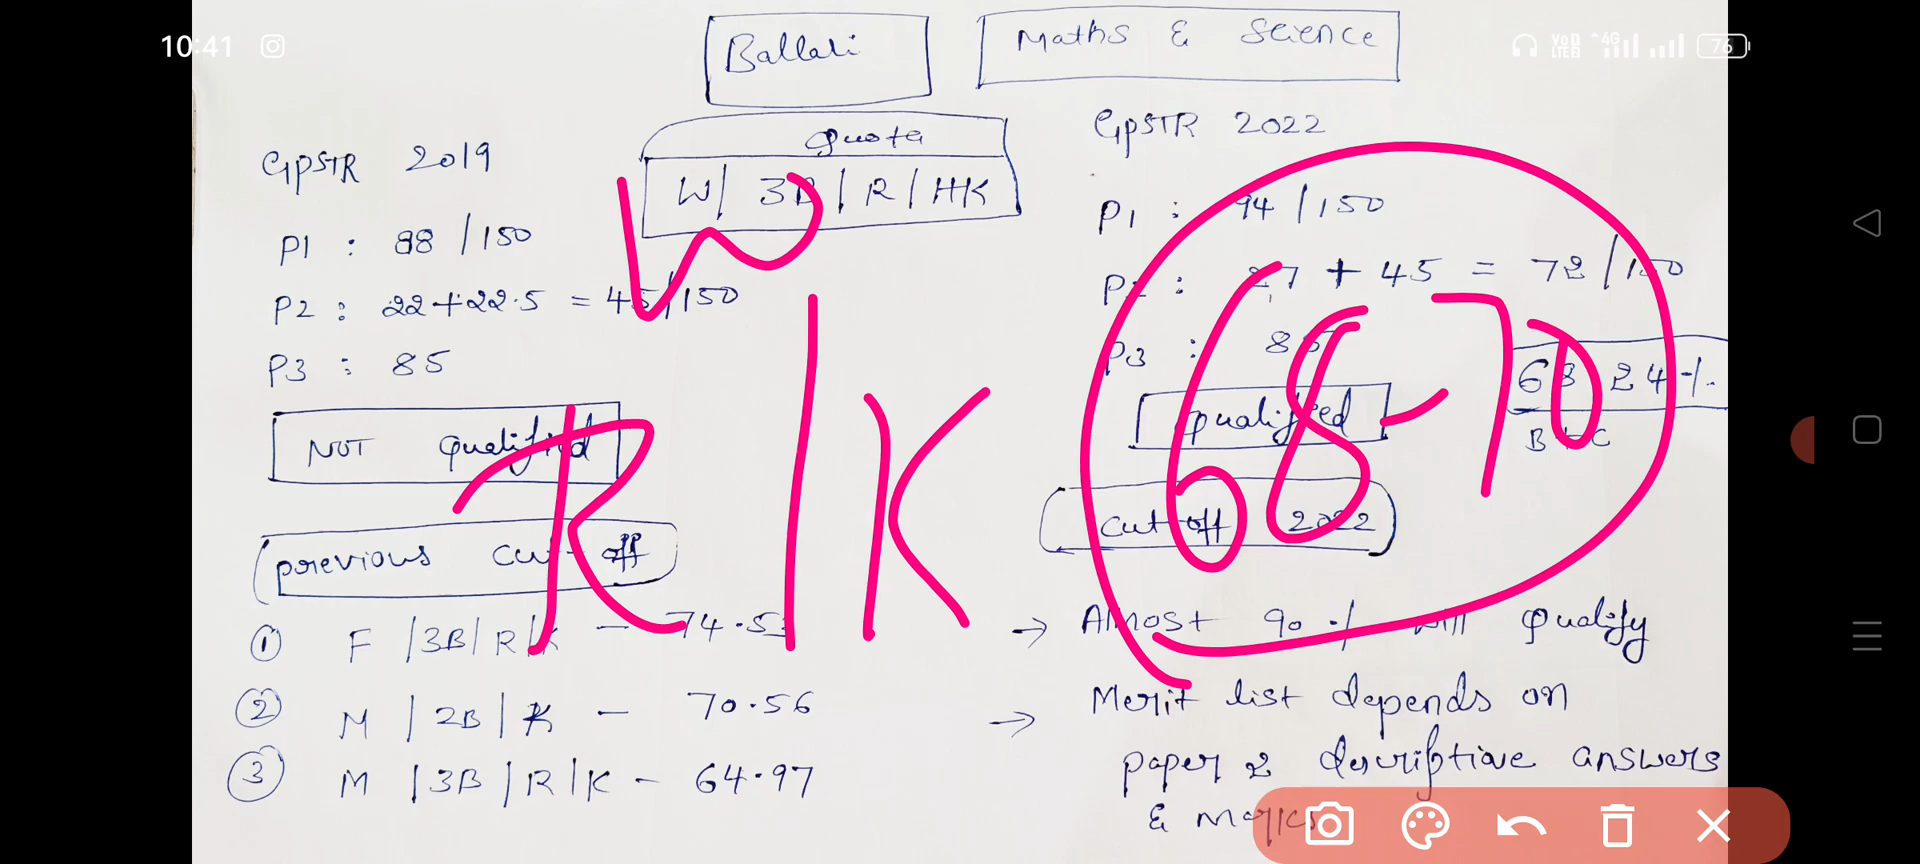 10:41
76
Ballari
Maths & Science
quota
W/ 3B / R / HK
GPSTR 2019
P1 : 88 / 150
P2 : 22 + 22.5 = 45/150
P3 : 85
NOT qualified
previous cut-off
① F /3B/ R/K - 74.53
② M / 2B / K - 70.56
③ M / 3B / R / K - 64.97
GPSTR 2022
P1 : 94 / 150
P2 : 27 + 45 = 72 / 150
P3 : 85
68.24%.
qualified
cut off 2022
→ Almost 90 % will qualify
→ Merit list depends on
paper 2 descriptive answers
& marks
R / K
68-70